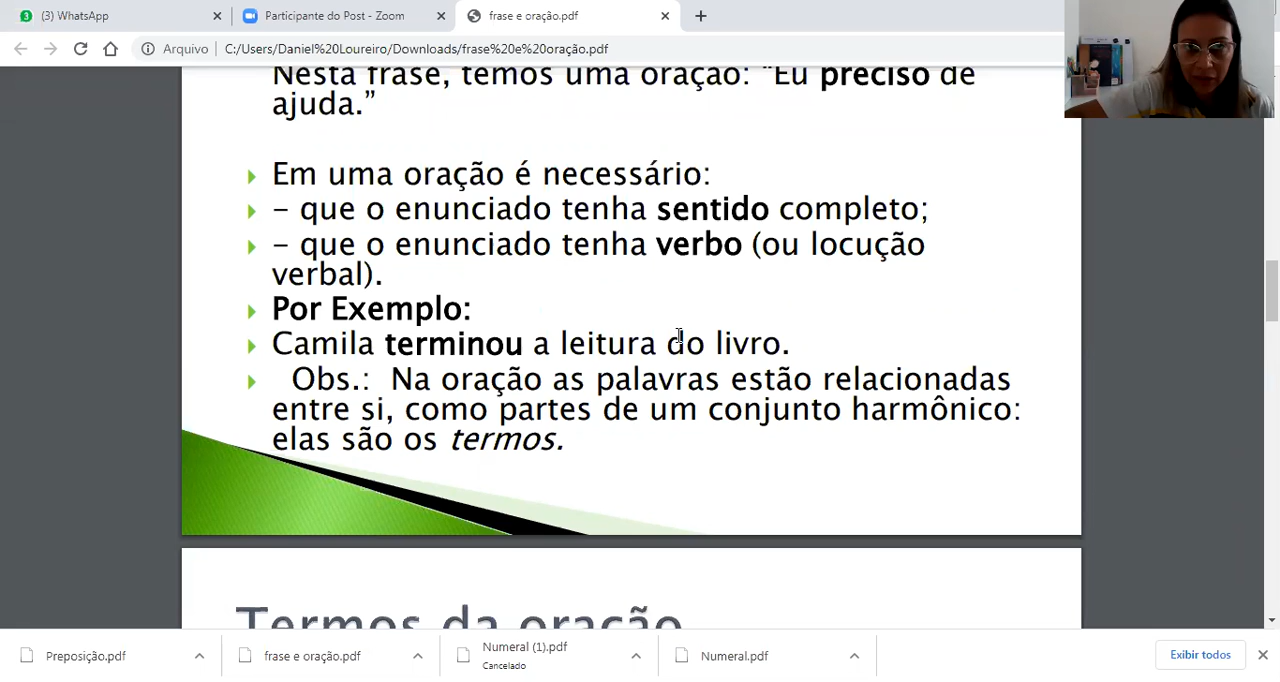 (3) WhatsApp
Participante do Post - Zoom
frase e oração.pdf
Arquivo
C:/Users/Daniel%20Loureiro/Downloads/frase%20e%20oração.pdf
Nesta frase, temos uma oração: "Eu preciso de
ajuda."
Em uma oração é necessário:
- que o enunciado tenha sentido completo;
- que o enunciado tenha verbo (ou locução
verbal).
Por Exemplo:
Camila terminou a leitura do livro.
Obs.: Na oração as palavras estão relacionadas
entre si, como partes de um conjunto harmônico:
elas são os termos.
Termos da oração
Preposição.pdf
frase e oração.pdf
Numeral (1).pdf
Cancelado
Numeral.pdf
Exibir todos